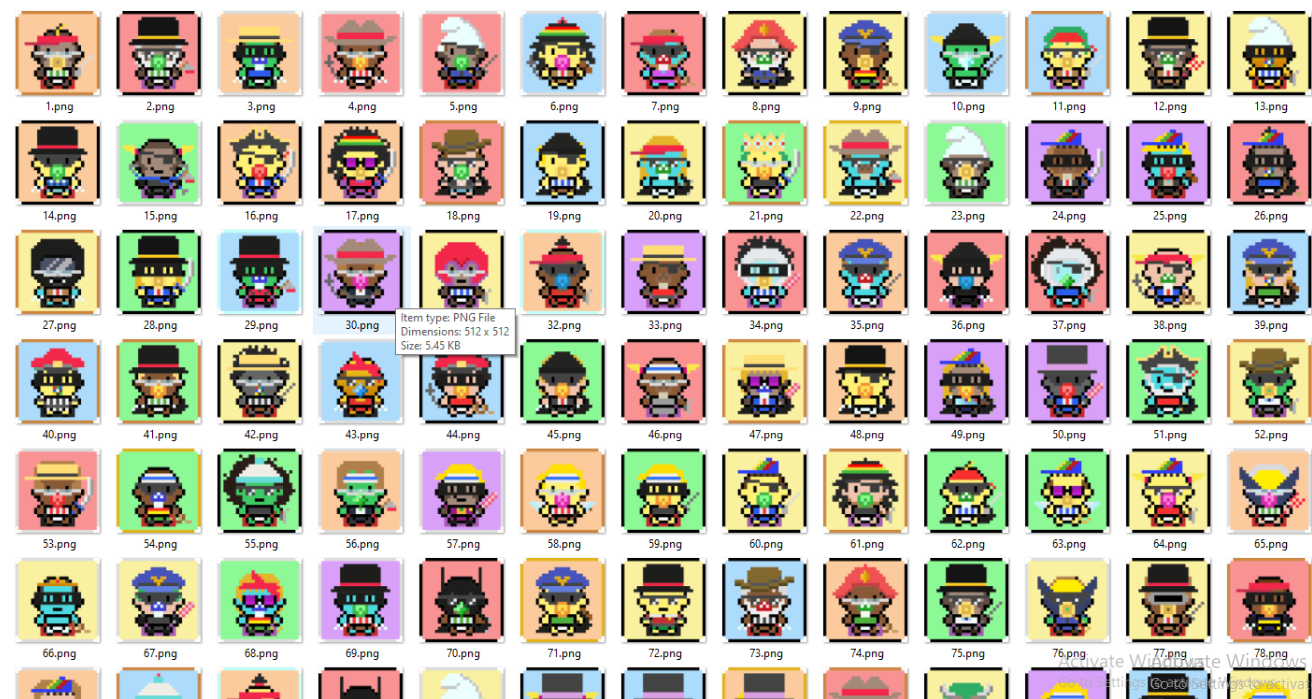 1.png 2.png 3.png 4.png 5.png 6.png 7.png 8.png 9.png 10.png 11.png 12.png 13.png
14.png 15.png 16.png 17.png 18.png 19.png 20.png 21.png 22.png 23.png 24.png 25.png 26.png
27.png 28.png 29.png 30.png 32.png 33.png 34.png 35.png 36.png 37.png 38.png 39.png
Item type: PNG File
Dimensions: 512 x 512
Size: 5.45 KB
40.png 41.png 42.png 43.png 44.png 45.png 46.png 47.png 48.png 49.png 50.png 51.png 52.png
53.png 54.png 55.png 56.png 57.png 58.png 59.png 60.png 61.png 62.png 63.png 64.png 65.png
66.png 67.png 68.png 69.png 70.png 71.png 72.png 73.png 74.png 75.png 76.png 77.png 78.png
Activate Windows
Go to Settings to activa